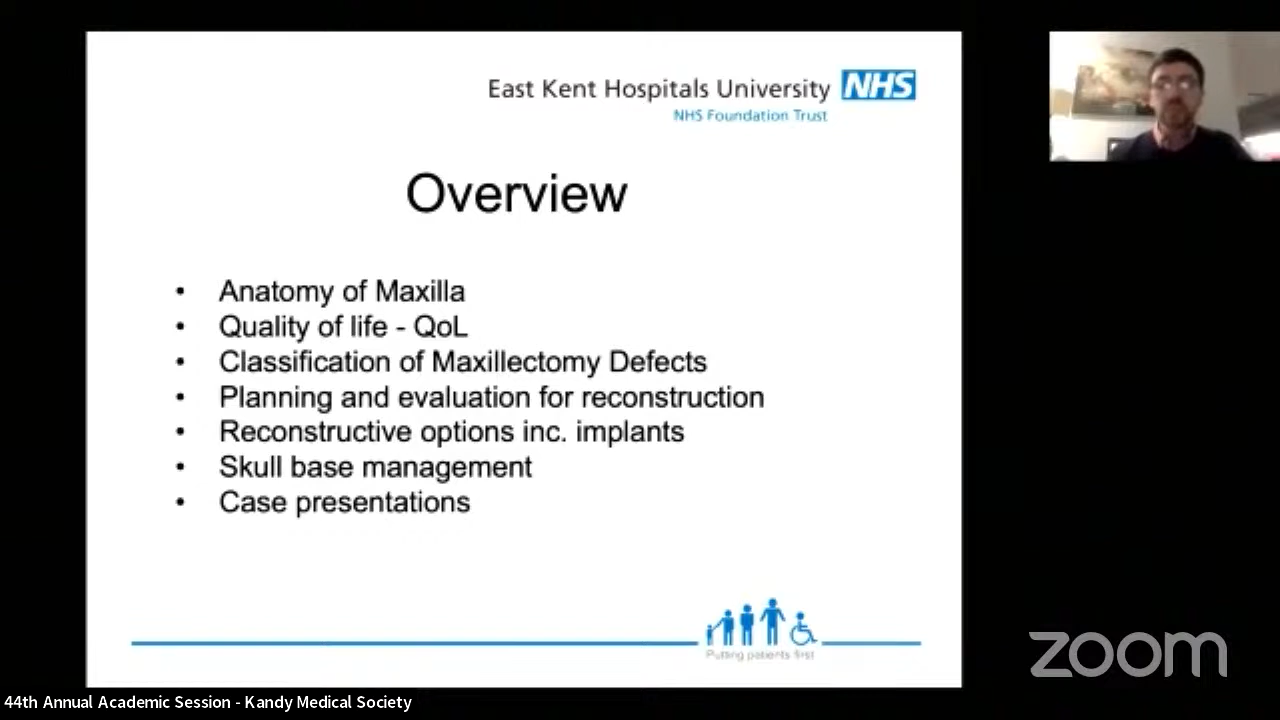 East Kent Hospitals University NHS
NHS Foundation Trust
Overview
• Anatomy of Maxilla
• Quality of life - QoL
• Classification of Maxillectomy Defects
• Planning and evaluation for reconstruction
• Reconstructive options inc. implants
• Skull base management
• Case presentations
Putting patients first
zoom
44th Annual Academic Session - Kandy Medical Society